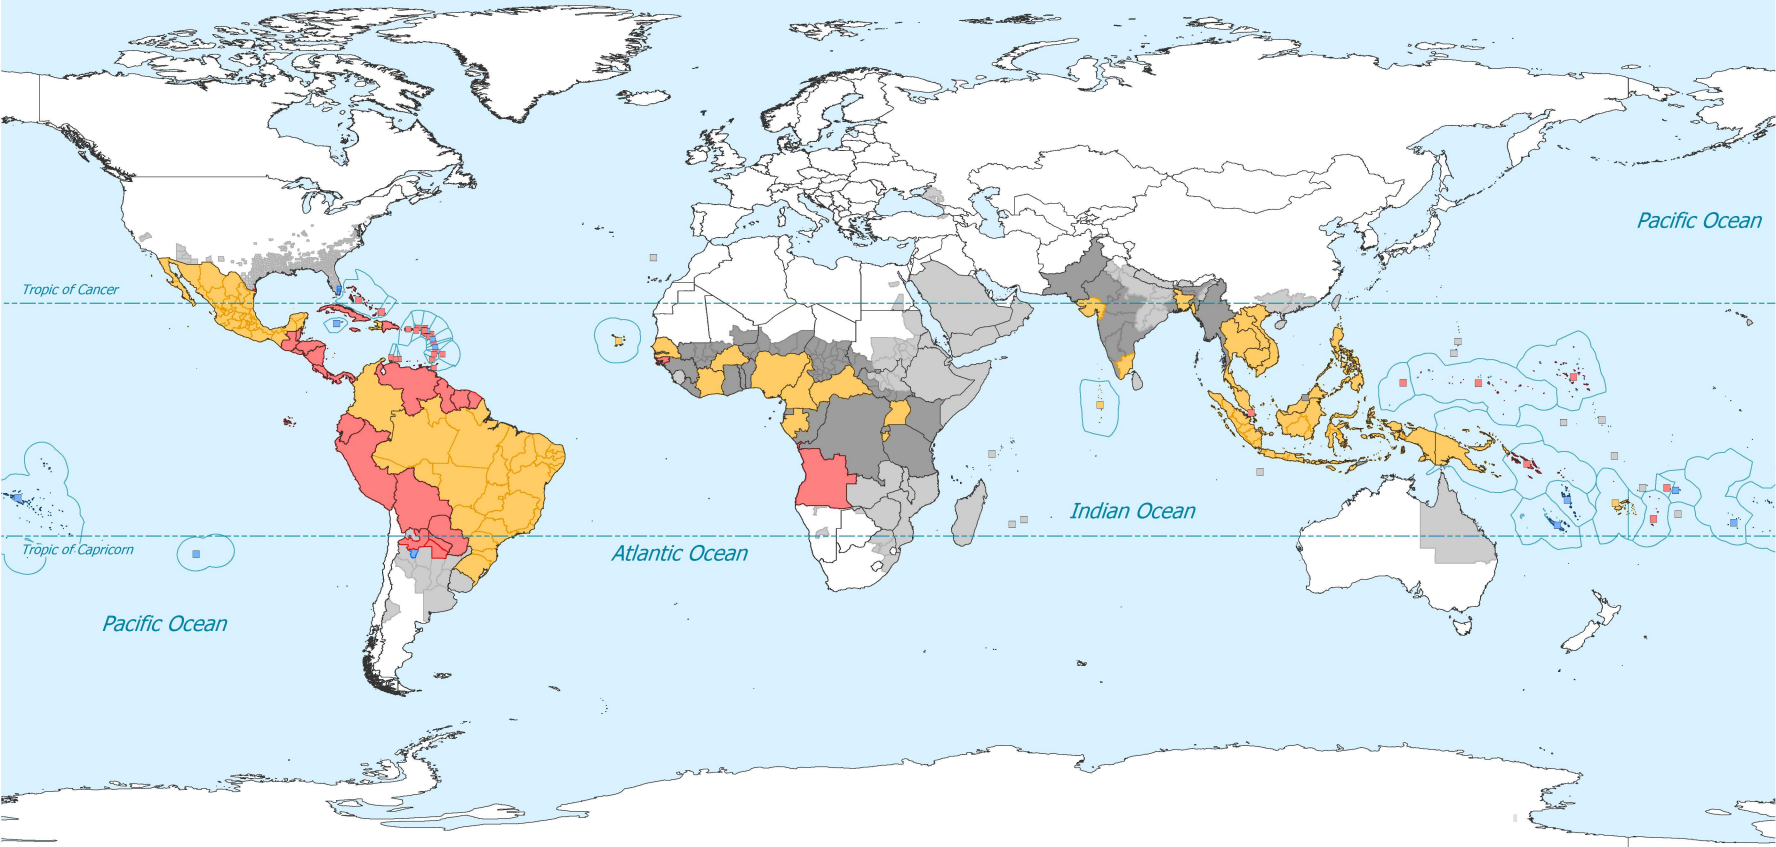 Pacific Ocean
Tropic of Cancer
Indian Ocean
Atlantic Ocean
Tropic of Capricorn
Pacific Ocean